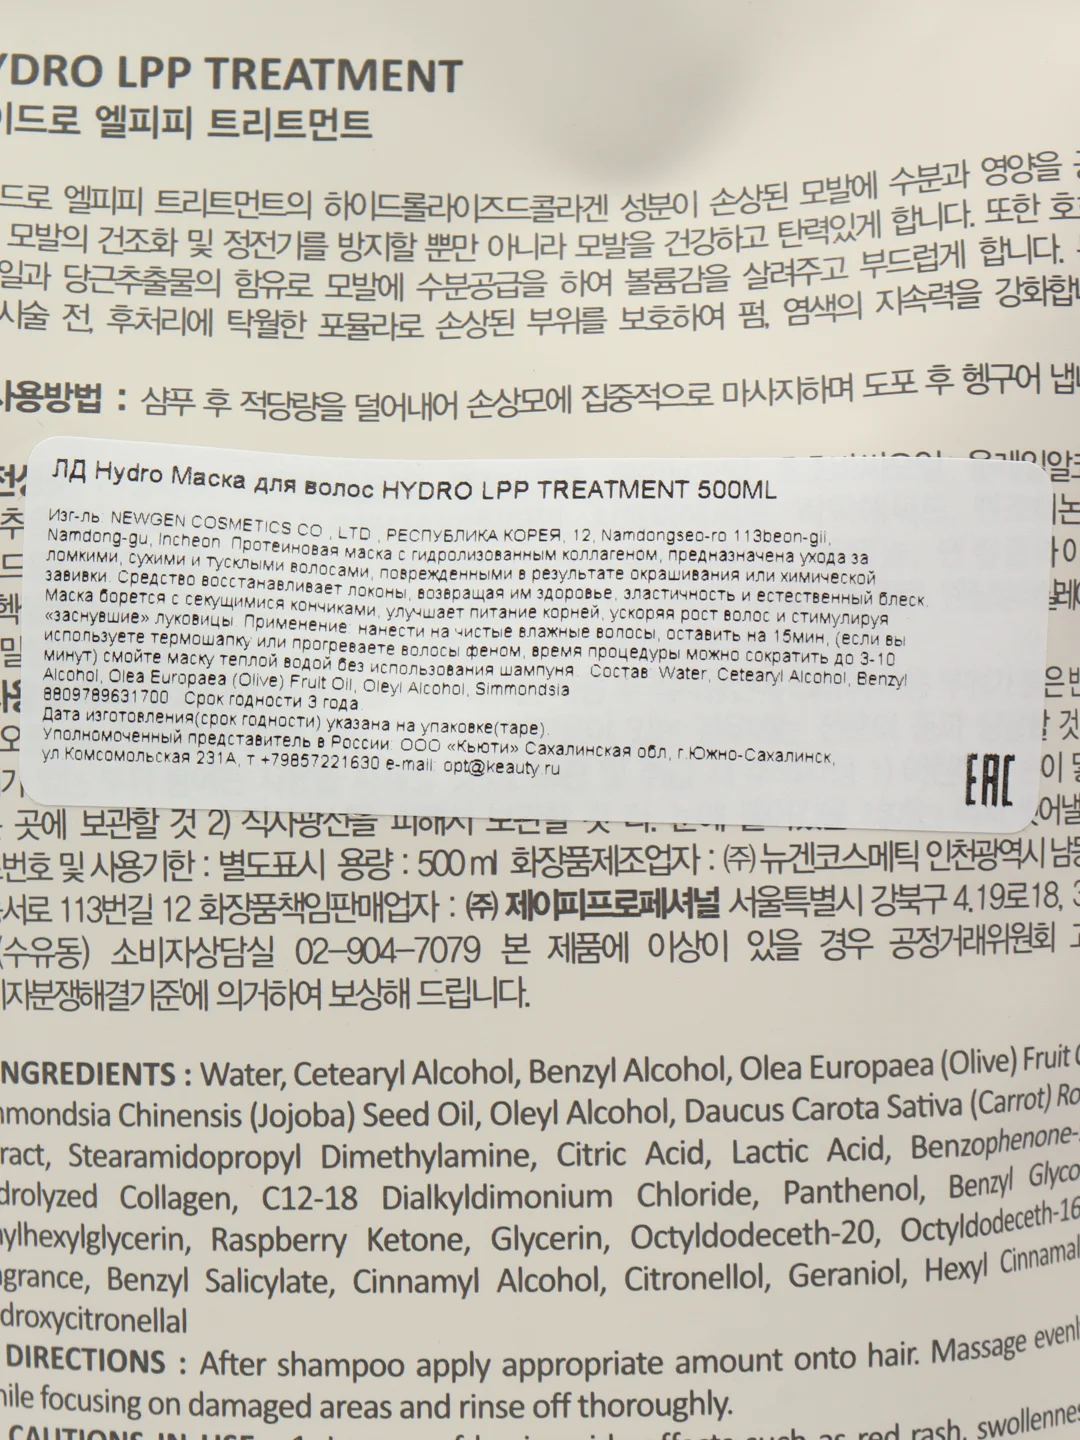 YDRO LPP TREATMENT
이드로 엘피피 트리트먼트
드로 엘피피 트리트먼트의 하이드롤라이즈드콜라겐 성분이 손상된 모발에 수분과 영양을
모발의 건조화 및 정전기를 방지할 뿐만 아니라 모발을 건강하고 탄력있게 합니다. 또한 호
일과 당근추출물의 함유로 모발에 수분공급을 하여 볼륨감을 살려주고 부드럽게 합니다.
시술 전, 후처리에 탁월한 포뮬라로 손상된 부위를 보호하여 펌, 염색의 지속력을 강화합니
사용방법 : 샴푸 후 적당량을 덜어내어 손상모에 집중적으로 마사지하며 도포 후 헹구어 냅니
ЛД Hydro Маска для волос HYDRO LPP TREATMENT 500ML
Изг-ль: NEWGEN COSMETICS CO., LTD., РЕСПУБЛИКА КОРЕЯ, 12, Namdongseo-ro 113beon-gil,
Namdong-gu, Incheon. Протеиновая маска с гидролизованным коллагеном, предназначена ухода за
ломкими, сухими и тусклыми волосами, поврежденными в результате окрашивания или химической
завивки. Средство восстанавливает локоны, возвращая им здоровье, эластичность и естественный блеск.
Маска борется с секущимися кончиками, улучшает питание корней, ускоряя рост волос и стимулируя
«заснувшие» луковицы. Применение: нанести на чистые влажные волосы, оставить на 15мин, (если вы
используете термошапку или прогреваете волосы феном, время процедуры можно сократить до 3-10
минут) смойте маску теплой водой без использования шампуня. Состав: Water, Cetearyl Alcohol, Benzyl
Alcohol, Olea Europaea (Olive) Fruit Oil, Oleyl Alcohol, Simmondsia
8809789631700 Срок годности 3 года.
Дата изготовления(срок годности) указана на упаковке(таре).
Уполномоченный представитель в России: ООО «Кьюти» Сахалинская обл, г.Южно-Сахалинск,
ул Комсомольская 231А, т +79857221630 e-mail: opt@keauty.ru
EAC
곳에 보관할 것 2) 직사광선을 피해서 보관할 것
번호 및 사용기한 : 별도표시 용량 : 500ml 화장품제조업자 : ㈜뉴겐코스메틱 인천광역시 남동
서로 113번길 12 화장품책임판매업자 : ㈜제이피프로페셔널 서울특별시 강북구 4.19로18, 3
(수유동) 소비자상담실 02-904-7079 본 제품에 이상이 있을 경우 공정거래위원회 고
자분쟁해결기준'에 의거하여 보상해 드립니다.
NGREDIENTS : Water, Cetearyl Alcohol, Benzyl Alcohol, Olea Europaea (Olive) Fruit
mmondsia Chinensis (Jojoba) Seed Oil, Oleyl Alcohol, Daucus Carota Sativa (Carrot) Ro
ract, Stearamidopropyl Dimethylamine, Citric Acid, Lactic Acid, Benzophenone-
drolyzed Collagen, C12-18 Dialkyldimonium Chloride, Panthenol, Benzyl Glyco
ylhexylglycerin, Raspberry Ketone, Glycerin, Octyldodeceth-20, Octyldodeceth-16
grance, Benzyl Salicylate, Cinnamyl Alcohol, Citronellol, Geraniol, Hexyl Cinnamal
droxycitronellal
DIRECTIONS : After shampoo apply appropriate amount onto hair. Massage evenl
ile focusing on damaged areas and rinse off thoroughly.
CAUTIONS IN USE